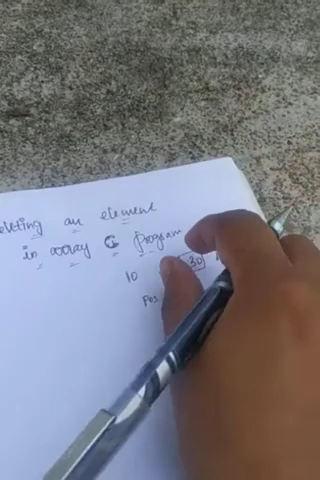 eleting an element
in array C program
10 30
Pos